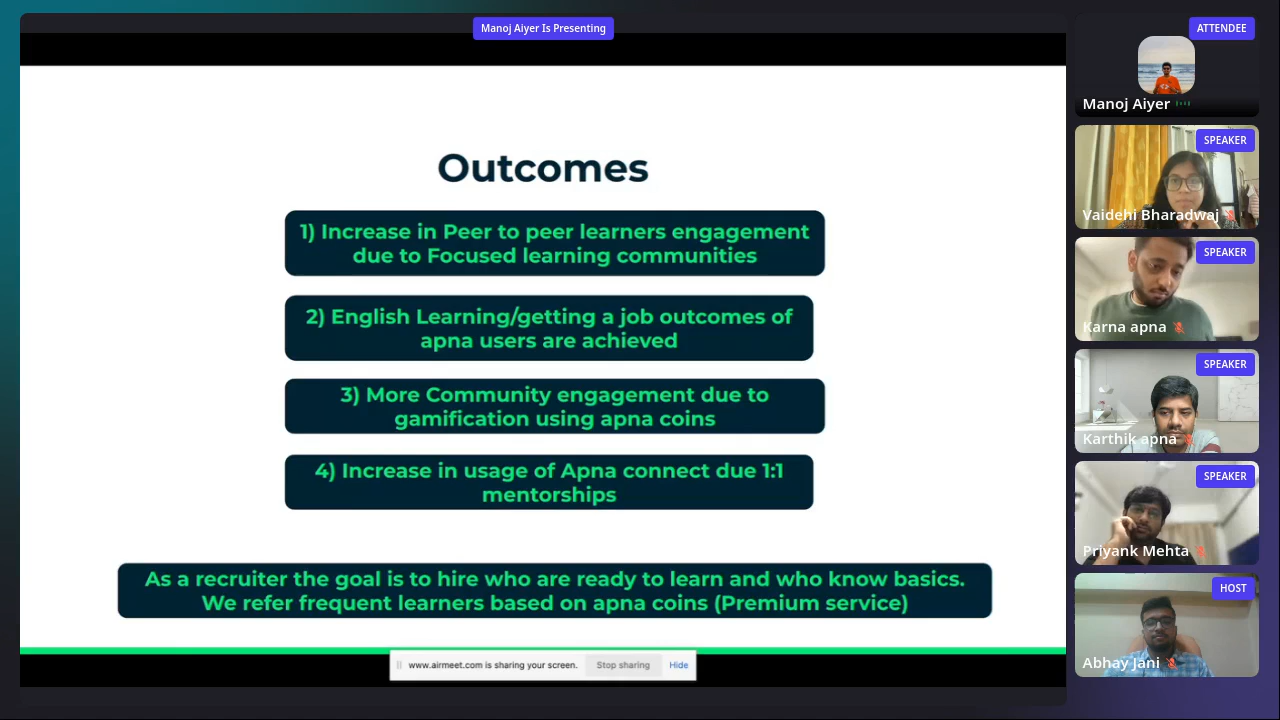 Manoj Aiyer Is Presenting
Outcomes
1) Increase in Peer to peer learners engagement
due to Focused learning communities
2) English Learning/getting a job outcomes of
apna users are achieved
3) More Community engagement due to
gamification using apna coins
4) Increase in usage of Apna connect due 1:1
mentorships
As a recruiter the goal is to hire who are ready to learn and who know basics.
We refer frequent learners based on apna coins (Premium service)
www.airmeet.com is sharing your screen.
Stop sharing
Hide
ATTENDEE
Manoj Aiyer
SPEAKER
Vaidehi Bharadwaj
SPEAKER
Karna apna
SPEAKER
Karthik apna
SPEAKER
Priyank Mehta
HOST
Abhay Jani